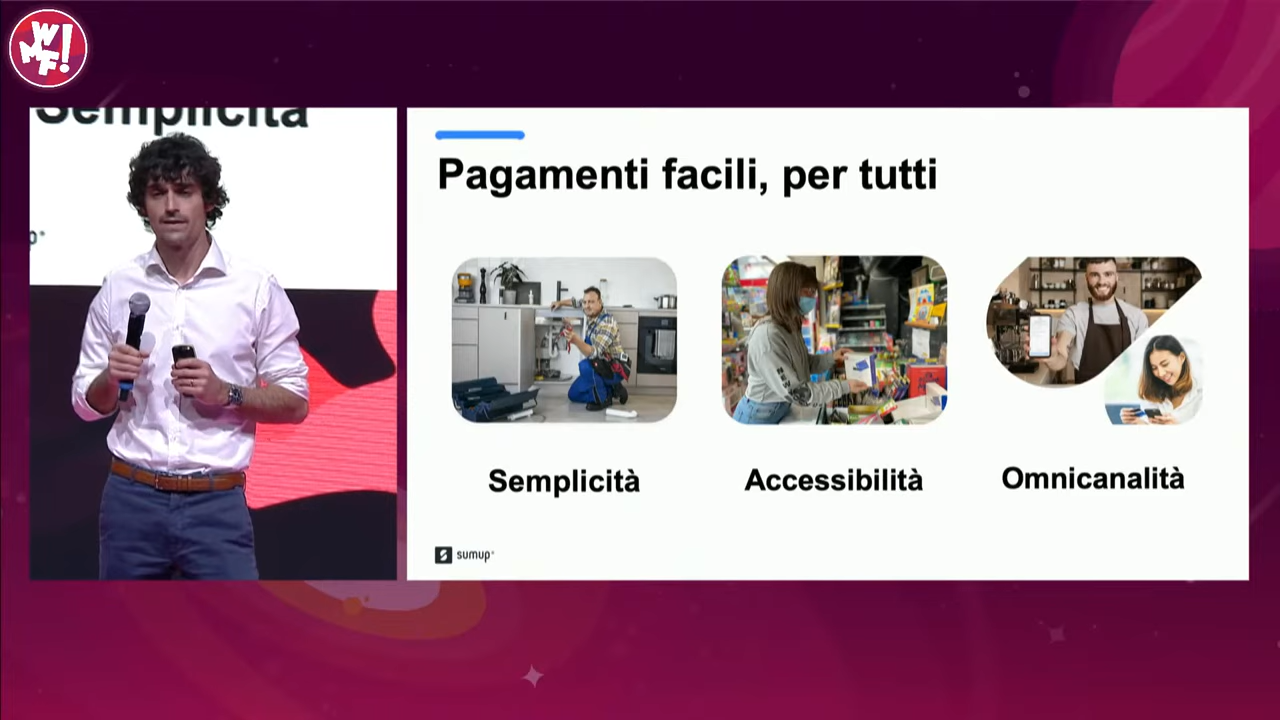 WMF!
Semplicità
Pagamenti facili, per tutti
Semplicità
Accessibilità
Omnicanalità
sumup®